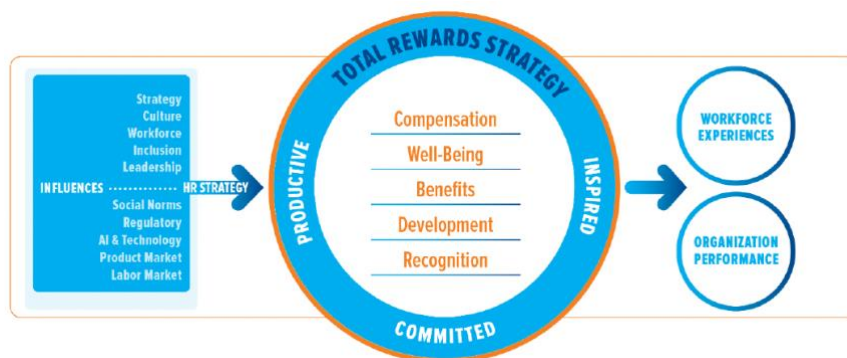 Strategy
Culture
Workforce
Inclusion
Leadership
INFLUENCES ············ HR STRATEGY
Social Norms
Regulatory
AI & Technology
Product Market
Labor Market
TOTAL REWARDS STRATEGY
PRODUCTIVE
Compensation
Well-Being
Benefits
Development
Recognition
INSPIRED
COMMITTED
WORKFORCE
EXPERIENCES
ORGANIZATION
PERFORMANCE